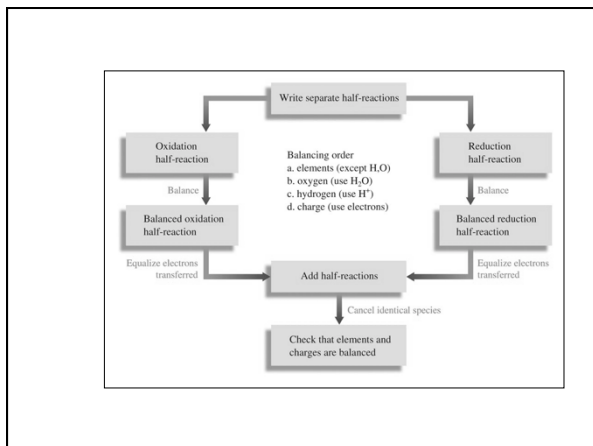 Write separate half-reactions
Oxidation
half-reaction
Reduction
half-reaction
Balancing order
a. elements (except H,O)
b. oxygen (use H₂O)
c. hydrogen (use H⁺)
d. charge (use electrons)
Balance
Balance
Balanced oxidation
half-reaction
Balanced reduction
half-reaction
Equalize electrons
transferred
Equalize electrons
transferred
Add half-reactions
Cancel identical species
Check that elements and
charges are balanced